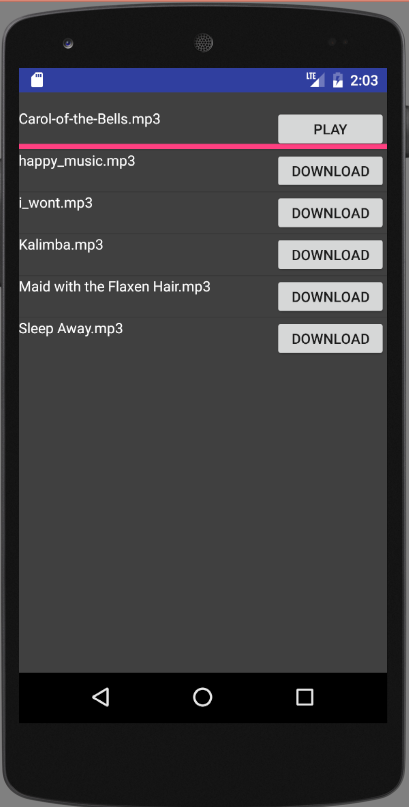 LTE 2:03
Carol-of-the-Bells.mp3 PLAY
happy_music.mp3 DOWNLOAD
i_wont.mp3 DOWNLOAD
Kalimba.mp3 DOWNLOAD
Maid with the Flaxen Hair.mp3 DOWNLOAD
Sleep Away.mp3 DOWNLOAD